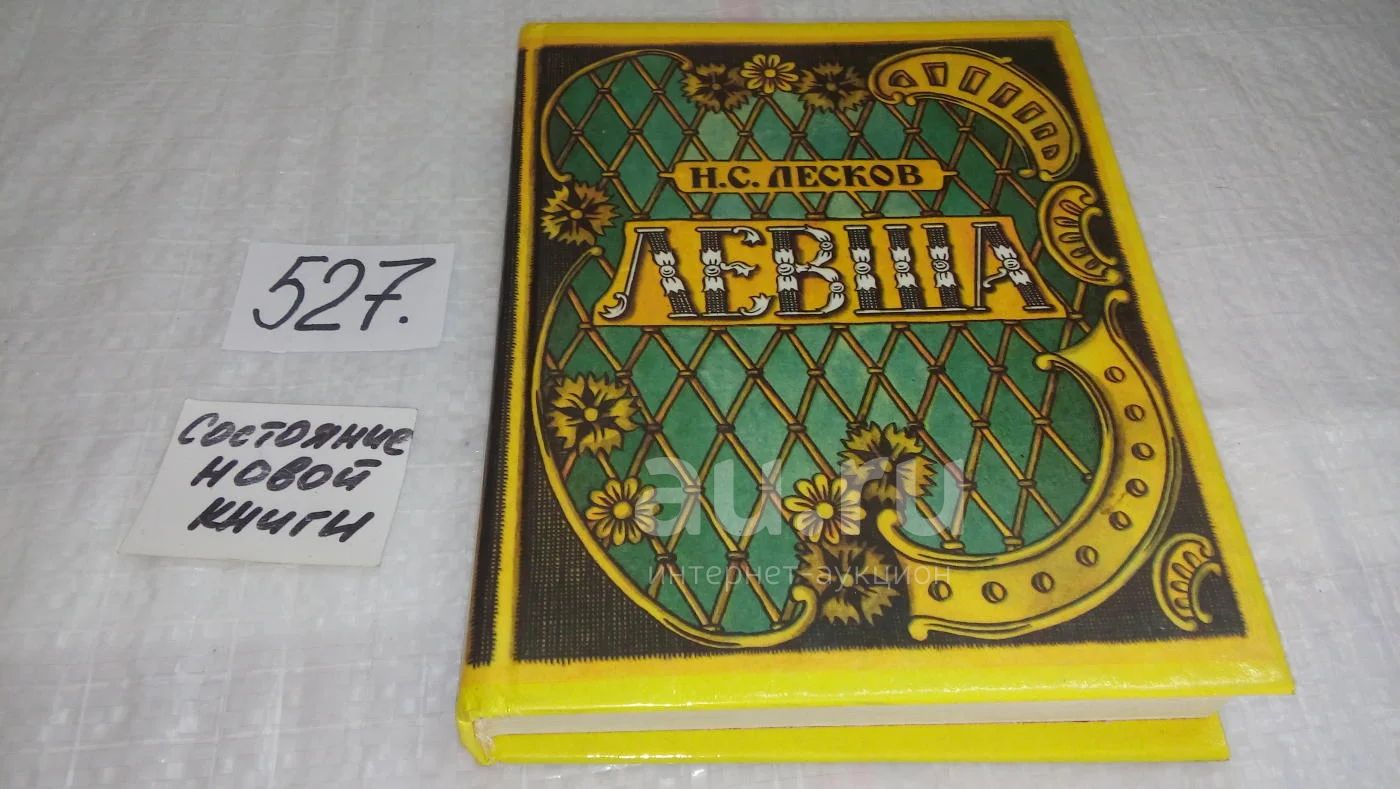 Н.С. ЛЕСКОВ
ЛЕВША
527.
Состояние
новой
книги
au.ru
интернет-аукцион